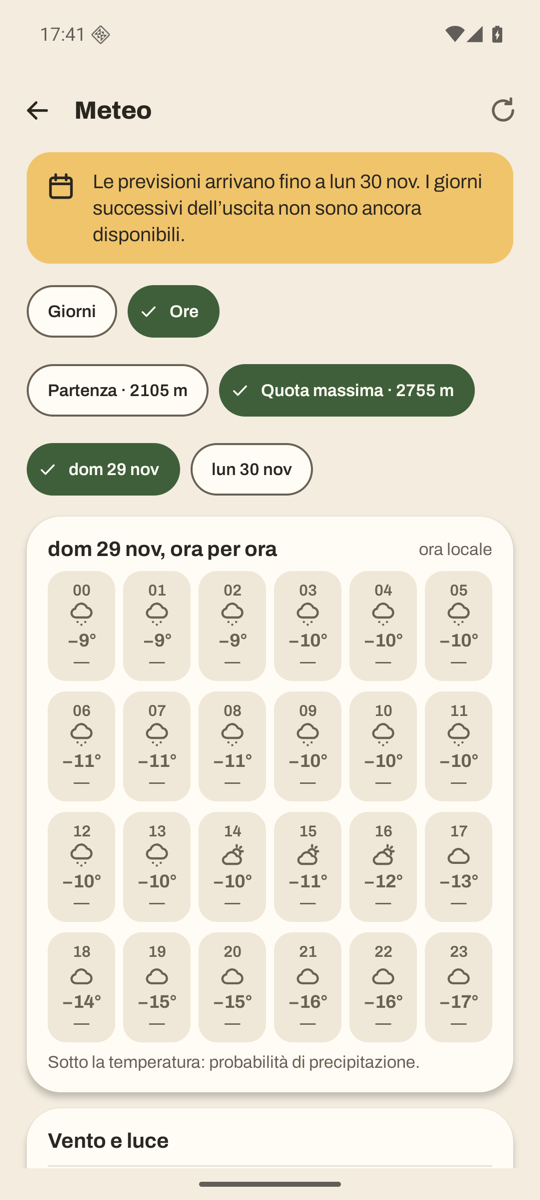 17:41
Meteo
Le previsioni arrivano fino a lun 30 nov. I giorni
successivi dell’uscita non sono ancora
disponibili.
Giorni
Ore
Partenza · 2105 m
Quota massima · 2755 m
dom 29 nov
lun 30 nov
dom 29 nov, ora per ora
ora locale
00 01 02 03 04 05
−9° −9° −9° −10° −10° −10°
— — — — — —
06 07 08 09 10 11
−11° −11° −11° −10° −10° −10°
— — — — — —
12 13 14 15 16 17
−10° −10° −10° −11° −12° −13°
— — — — — —
18 19 20 21 22 23
−14° −15° −15° −16° −16° −17°
— — — — — —
Sotto la temperatura: probabilità di precipitazione.
Vento e luce